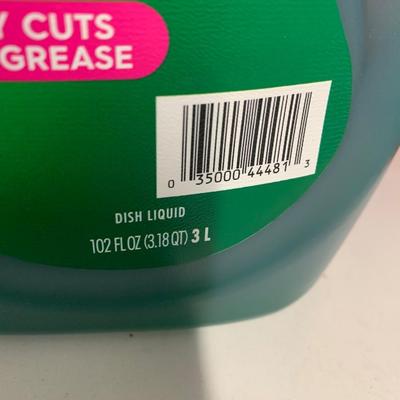 Y CUTS
GREASE
0 35000 44481 3
DISH LIQUID
102 FL OZ (3.18 QT) 3 L